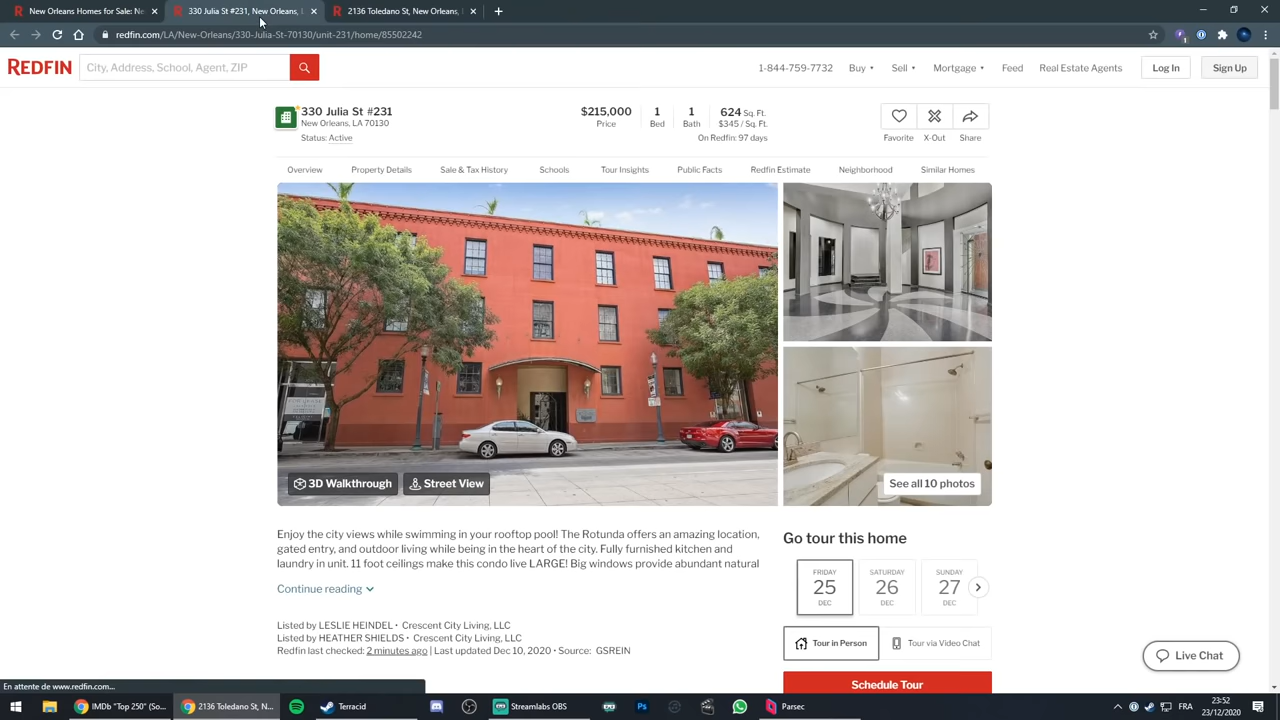 Homes for Sale in New Orleans, Ne
330 Julia St #231, New Orleans, L
2136 Toledano St, New Orleans, L
redfin.com/LA/New-Orleans/330-Julia-St-70130/unit-231/home/85502242
REDFIN
City, Address, School, Agent, ZIP
1-844-759-7732
Buy ▾
Sell ▾
Mortgage ▾
Feed
Real Estate Agents
Log In
Sign Up
330 Julia St #231
New Orleans, LA 70130
Status: Active
$215,000
Price
1
Bed
1
Bath
624 Sq. Ft.
$345 / Sq. Ft.
On Redfin: 97 days
Favorite
X-Out
Share
Overview
Property Details
Sale & Tax History
Schools
Tour Insights
Public Facts
Redfin Estimate
Neighborhood
Similar Homes
3D Walkthrough
Street View
See all 10 photos
Enjoy the city views while swimming in your rooftop pool! The Rotunda offers an amazing location,
gated entry, and outdoor living while being in the heart of the city. Fully furnished kitchen and
laundry in unit. 11 foot ceilings make this condo live LARGE! Big windows provide abundant natural
Continue reading
Listed by LESLIE HEINDEL • Crescent City Living, LLC
Listed by HEATHER SHIELDS • Crescent City Living, LLC
Redfin last checked: 2 minutes ago | Last updated Dec 10, 2020 • Source: GSREIN
Go tour this home
FRIDAY
25
DEC
SATURDAY
26
DEC
SUNDAY
27
DEC
Tour in Person
Tour via Video Chat
Schedule Tour
Live Chat
En attente de www.redfin.com...
IMDb "Top 250" (So...
2136 Toledano St, N...
Teracid
Streamlabs OBS
Parsec
FRA
23:52
23/12/2020